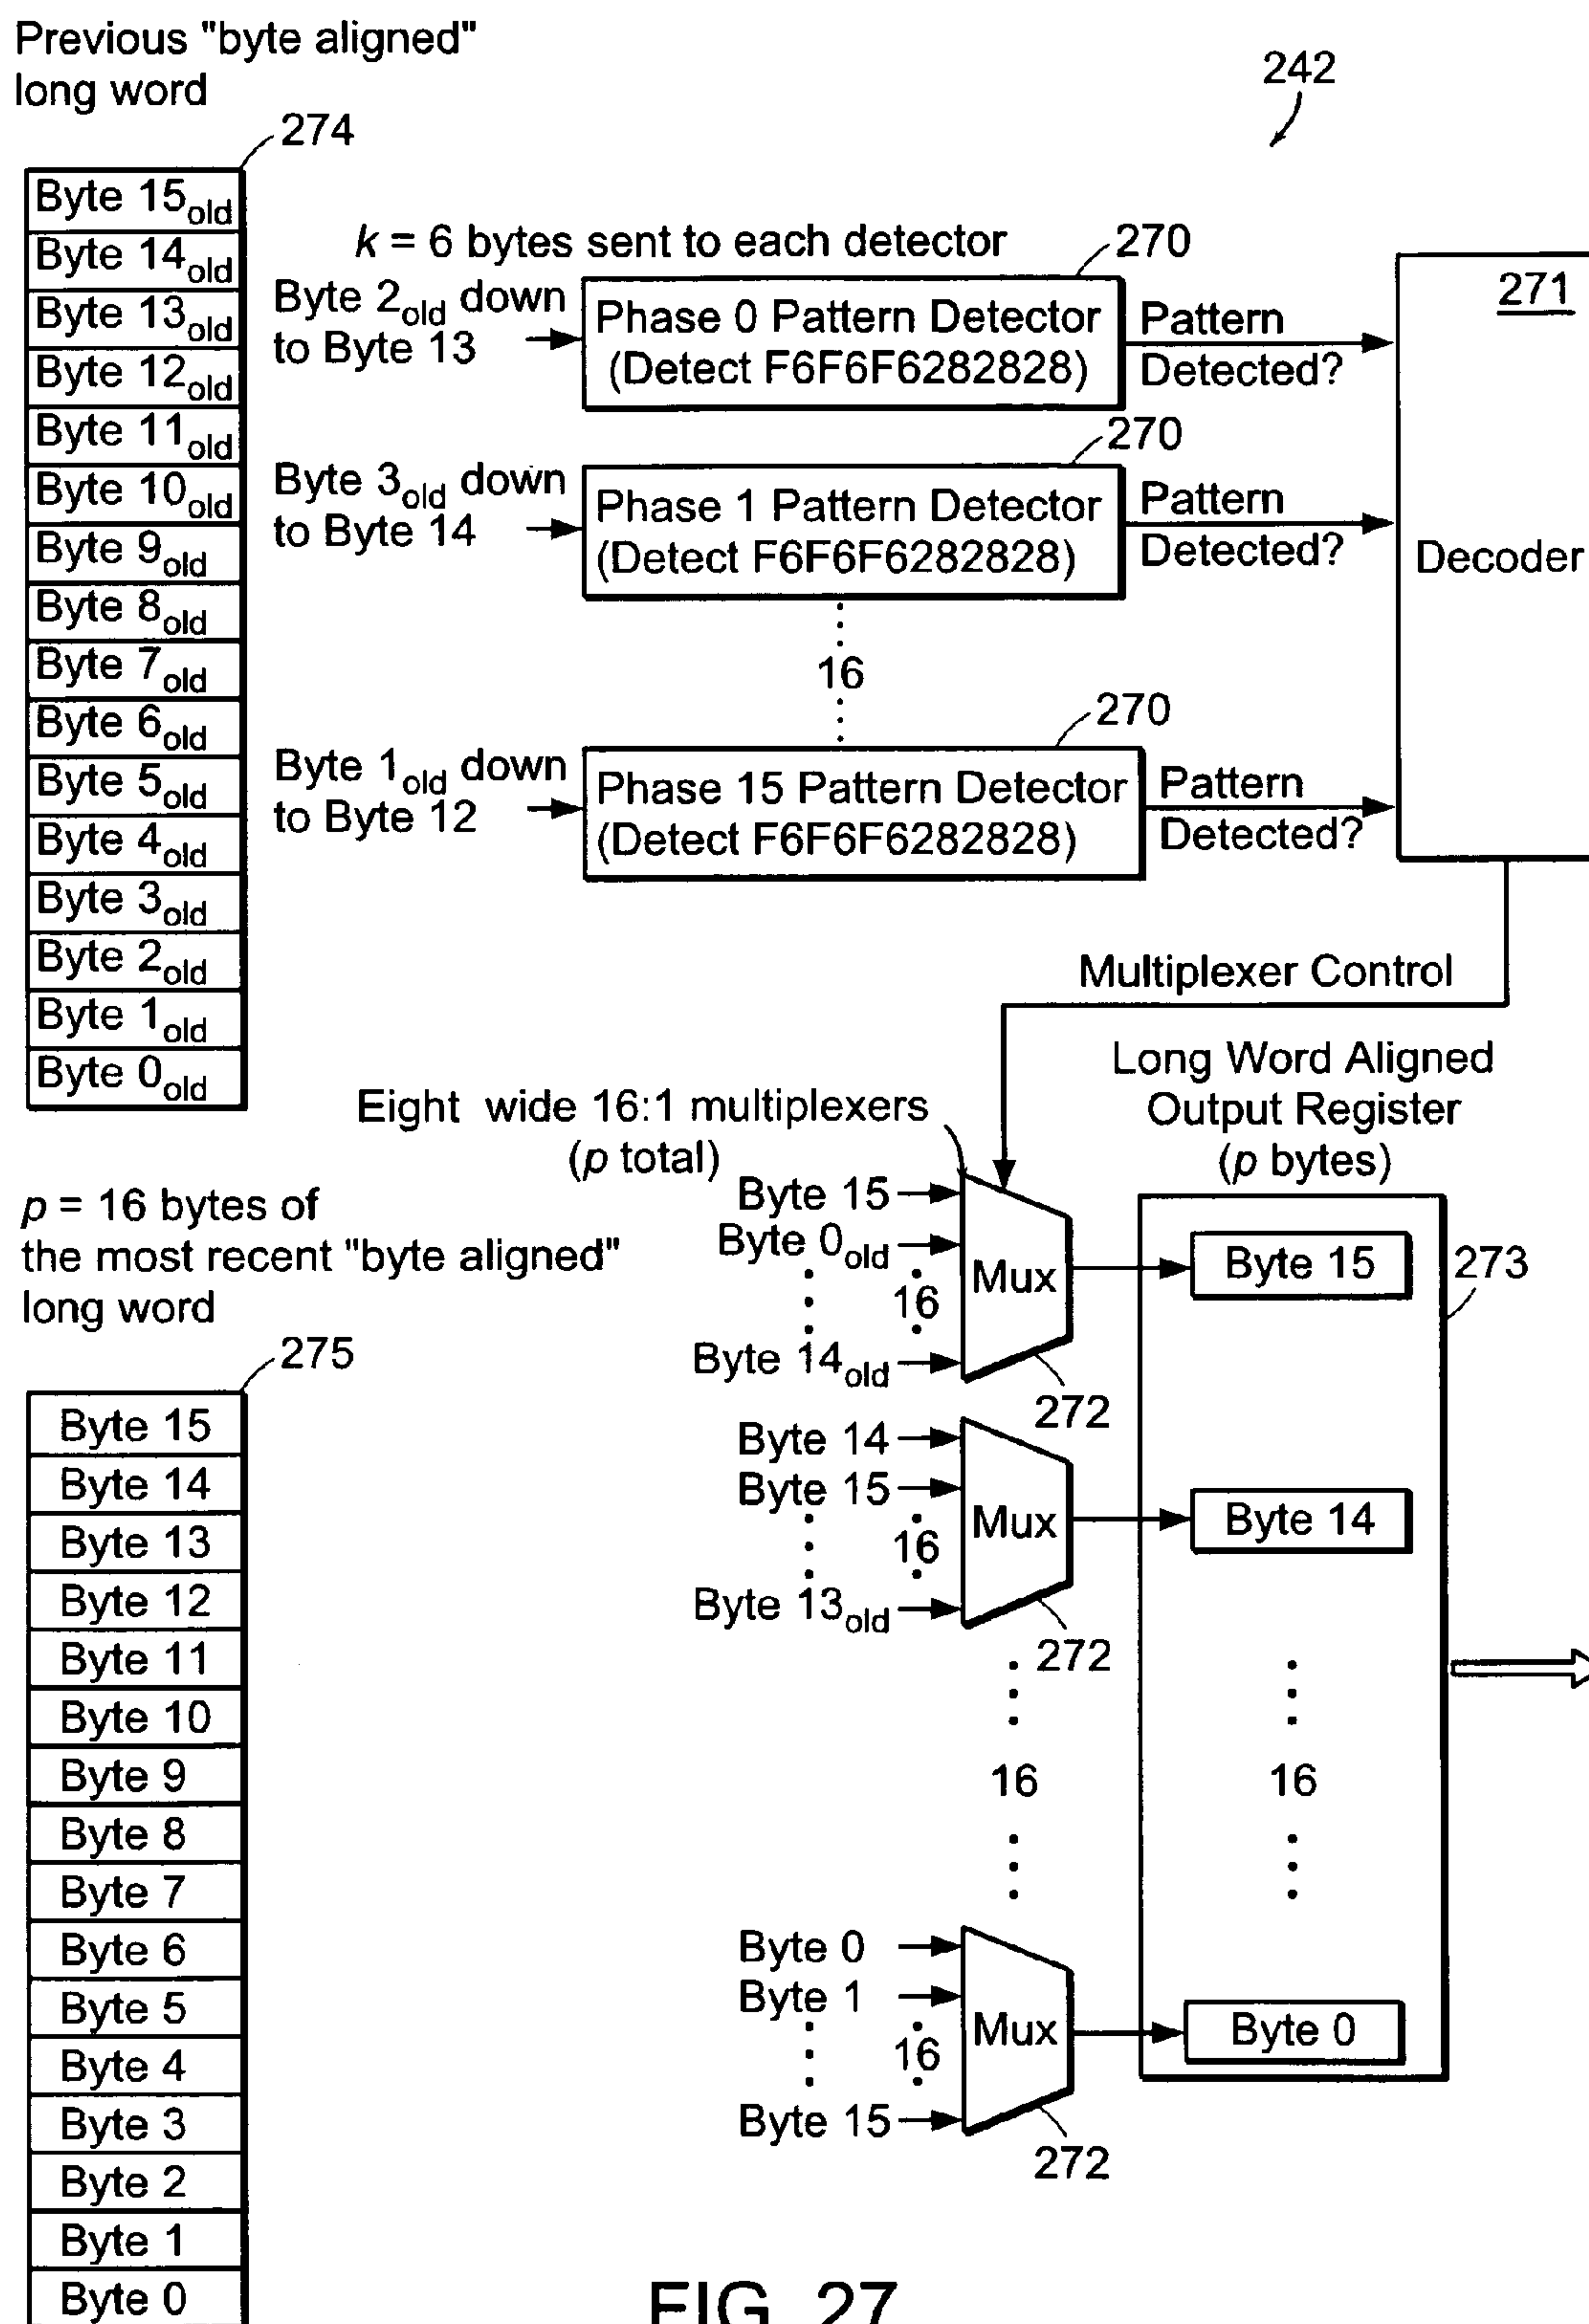 Previous "byte aligned"
long word
242
274
Byte 15old
Byte 14old
Byte 13old
Byte 12old
Byte 11old
Byte 10old
Byte 9old
Byte 8old
Byte 7old
Byte 6old
Byte 5old
Byte 4old
Byte 3old
Byte 2old
Byte 1old
Byte 0old
k = 6 bytes sent to each detector
270
Byte 2old down
to Byte 13
Phase 0 Pattern Detector
(Detect F6F6F6282828)
Pattern
Detected?
271
Decoder
270
Byte 3old down
to Byte 14
Phase 1 Pattern Detector
(Detect F6F6F6282828)
Pattern
Detected?
16
270
Byte 1old down
to Byte 12
Phase 15 Pattern Detector
(Detect F6F6F6282828)
Pattern
Detected?
Multiplexer Control
Long Word Aligned
Output Register
(p bytes)
Eight wide 16:1 multiplexers
(p total)
p = 16 bytes of
the most recent "byte aligned"
long word
275
Byte 15
Byte 14
Byte 13
Byte 12
Byte 11
Byte 10
Byte 9
Byte 8
Byte 7
Byte 6
Byte 5
Byte 4
Byte 3
Byte 2
Byte 1
Byte 0
Byte 15
Byte 0old
16
Byte 14old
Mux
272
Byte 15
273
Byte 14
Byte 15
16
Byte 13old
Mux
272
Byte 14
16
16
Byte 0
Byte 1
16
Byte 15
Mux
272
Byte 0
FIG. 27